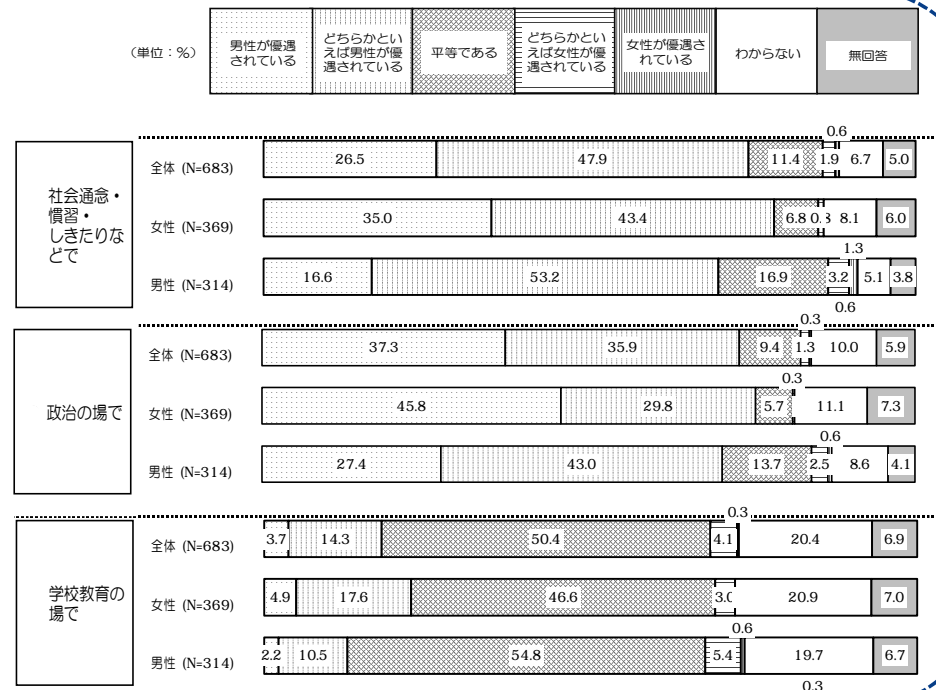 （単位：％）
男性が優遇
されている
どちらかとい
えば男性が優
遇されている
平等である
どちらかとい
えば女性が優
遇されている
女性が優遇さ
れている
わからない
無回答
社会通念・
慣習・
しきたりな
どで
0.6
全体 (N=683) 26.5 47.9 11.4 1.9 6.7 5.0
女性 (N=369) 35.0 43.4 6.8 0.8 8.1 6.0
1.3
男性 (N=314) 16.6 53.2 16.9 3.2 5.1 3.8
0.6
政治の場で
0.3
全体 (N=683) 37.3 35.9 9.4 1.3 10.0 5.9
0.3
女性 (N=369) 45.8 29.8 5.7 11.1 7.3
0.6
男性 (N=314) 27.4 43.0 13.7 2.5 8.6 4.1
学校教育の
場で
0.3
全体 (N=683) 3.7 14.3 50.4 4.1 20.4 6.9
女性 (N=369) 4.9 17.6 46.6 3.0 20.9 7.0
0.6
男性 (N=314) 2.2 10.5 54.8 5.4 19.7 6.7
0.3